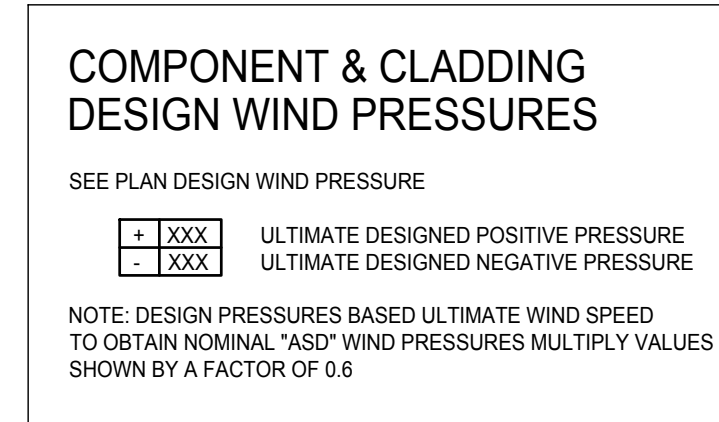 COMPONENT & CLADDING
DESIGN WIND PRESSURES
SEE PLAN DESIGN WIND PRESSURE
+ XXX ULTIMATE DESIGNED POSITIVE PRESSURE
- XXX ULTIMATE DESIGNED NEGATIVE PRESSURE
NOTE: DESIGN PRESSURES BASED ULTIMATE WIND SPEED
TO OBTAIN NOMINAL "ASD" WIND PRESSURES MULTIPLY VALUES
SHOWN BY A FACTOR OF 0.6